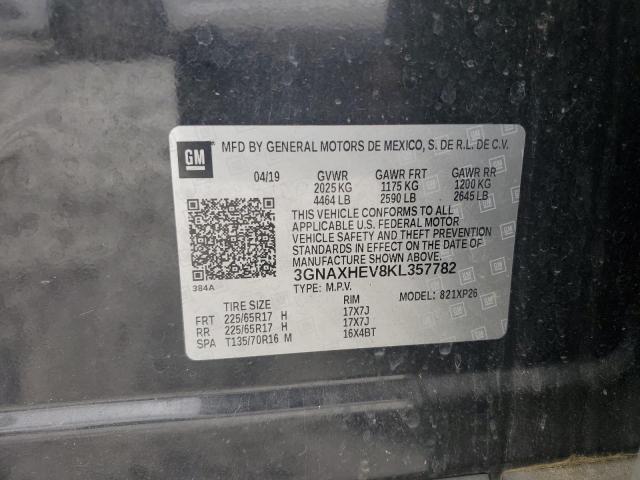 GM MFD BY GENERAL MOTORS DE MEXICO, S. DE R.L. DE C.V.
04/19 GVWR GAWR FRT GAWR RR
2025 KG 1175 KG 1200 KG
4464 LB 2590 LB 2645 LB
THIS VEHICLE CONFORMS TO ALL
APPLICABLE U.S. FEDERAL MOTOR
VEHICLE SAFETY AND THEFT PREVENTION
STANDARDS IN EFFECT ON THE DATE OF
MANUFACTURE SHOWN ABOVE.
3GNAXHEV8KL357782
384A
TYPE: M.P.V. MODEL: 821XP26
TIRE SIZE RIM
FRT 225/65R17 H 17X7J
RR 225/65R17 H 17X7J
SPA T135/70R16 M 16X4BT